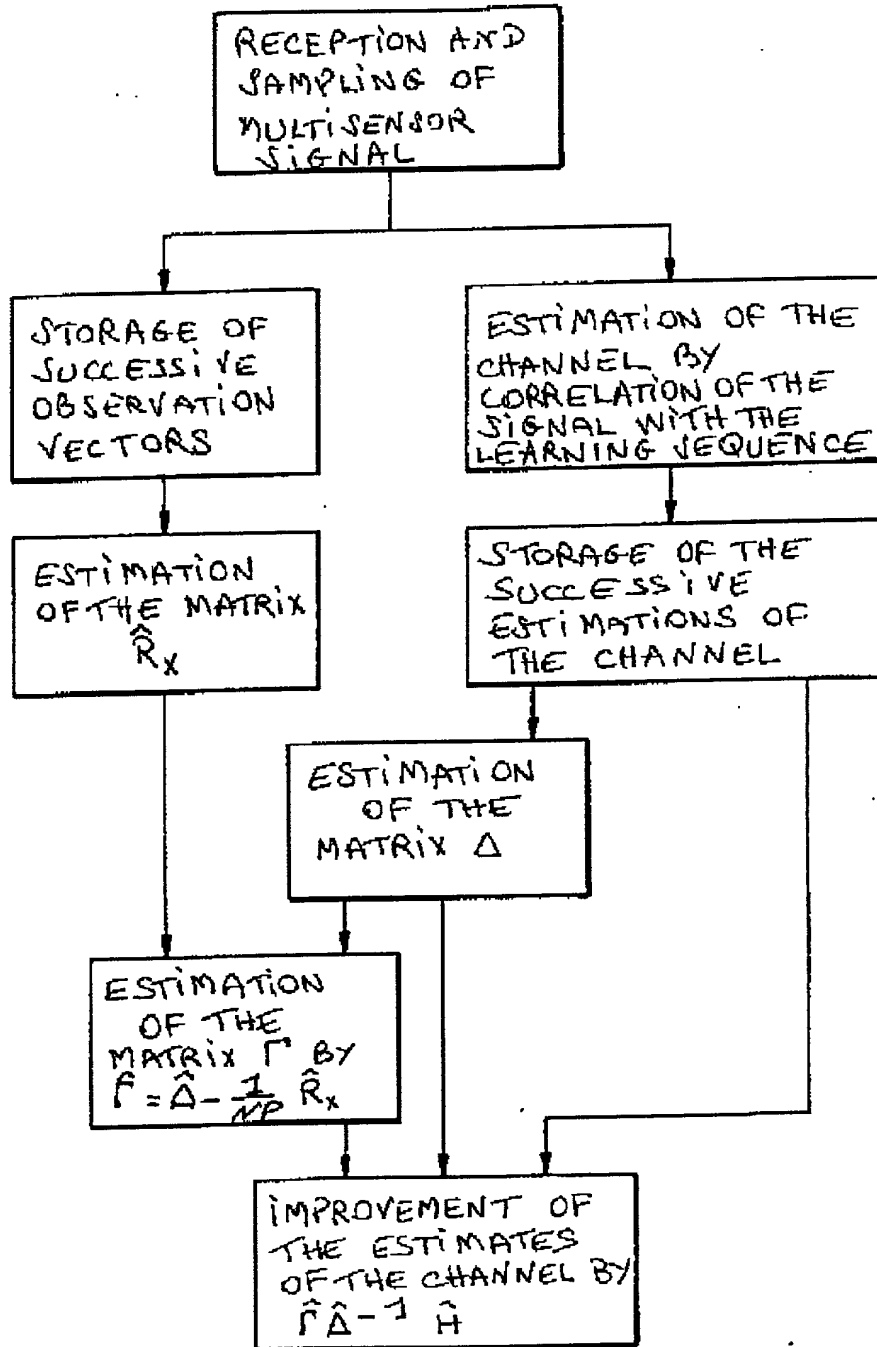 RECEPTION AND
SAMPLING OF
MULTISENSOR
SIGNAL
STORAGE OF
SUCCESSIVE
OBSERVATION
VECTORS
ESTIMATION OF THE
CHANNEL BY
CORRELATION OF THE
SIGNAL WITH THE
LEARNING SEQUENCE
ESTIMATION
OF THE MATRIX
R̂x
STORAGE OF THE
SUCCESSIVE
ESTIMATIONS OF
THE CHANNEL
ESTIMATION
OF THE
MATRIX Δ
ESTIMATION
OF THE
MATRIX Γ BY
Γ̂ = Δ̂ - 1/NP R̂x
IMPROVEMENT OF
THE ESTIMATES
OF THE CHANNEL BY
Γ̂ Δ̂-1 Ĥ